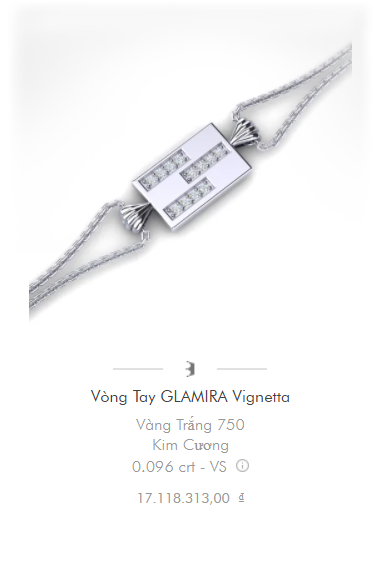 Vòng Tay GLAMIRA Vignetta
Vàng Trắng 750
Kim Cương
0.096 crt - VS
17.118.313,00 ₫